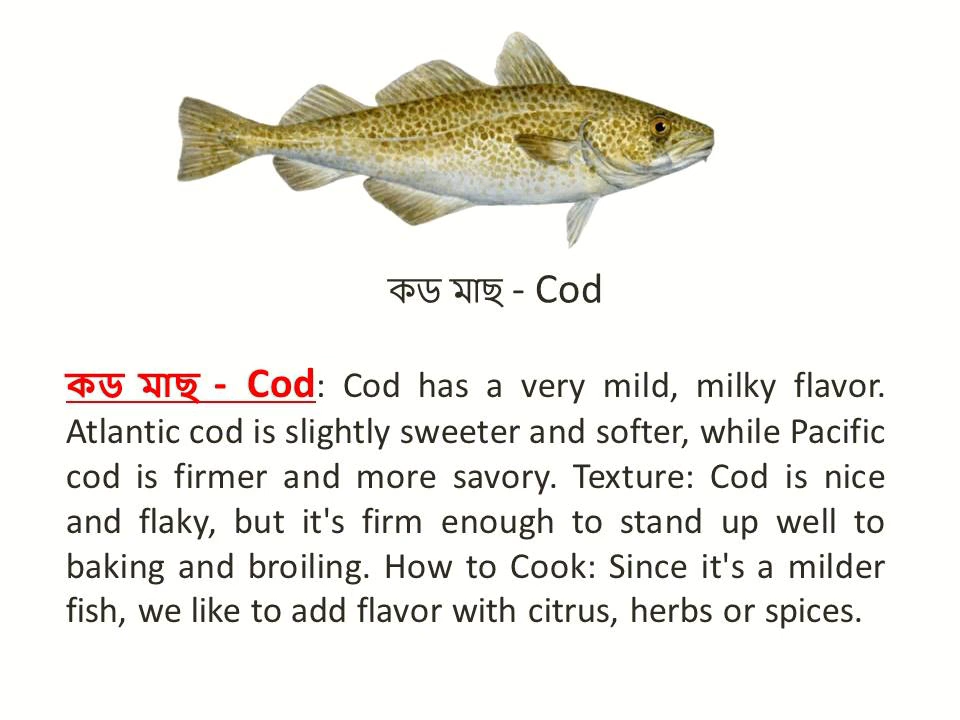 কড মাছ - Cod
কড মাছ - Cod: Cod has a very mild, milky flavor.
Atlantic cod is slightly sweeter and softer, while Pacific
cod is firmer and more savory. Texture: Cod is nice
and flaky, but it's firm enough to stand up well to
baking and broiling. How to Cook: Since it's a milder
fish, we like to add flavor with citrus, herbs or spices.